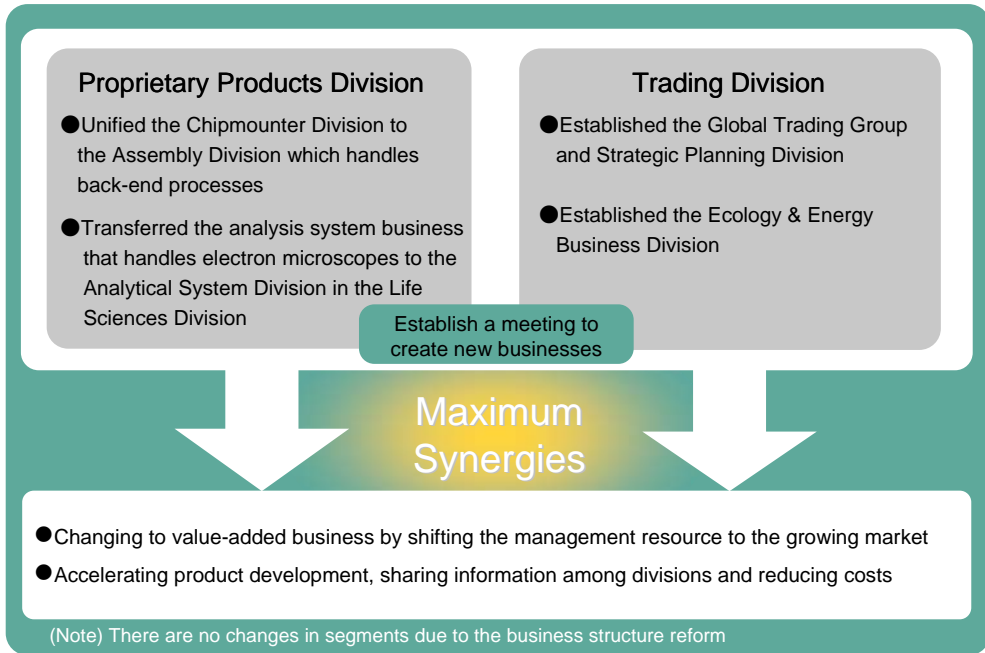 Proprietary Products Division
●Unified the Chipmounter Division to
the Assembly Division which handles
back-end processes
●Transferred the analysis system business
that handles electron microscopes to the
Analytical System Division in the Life
Sciences Division
Trading Division
●Established the Global Trading Group
and Strategic Planning Division
●Established the Ecology & Energy
Business Division
Establish a meeting to
create new businesses
Maximum
Synergies
●Changing to value-added business by shifting the management resource to the growing market
●Accelerating product development, sharing information among divisions and reducing costs
(Note) There are no changes in segments due to the business structure reform